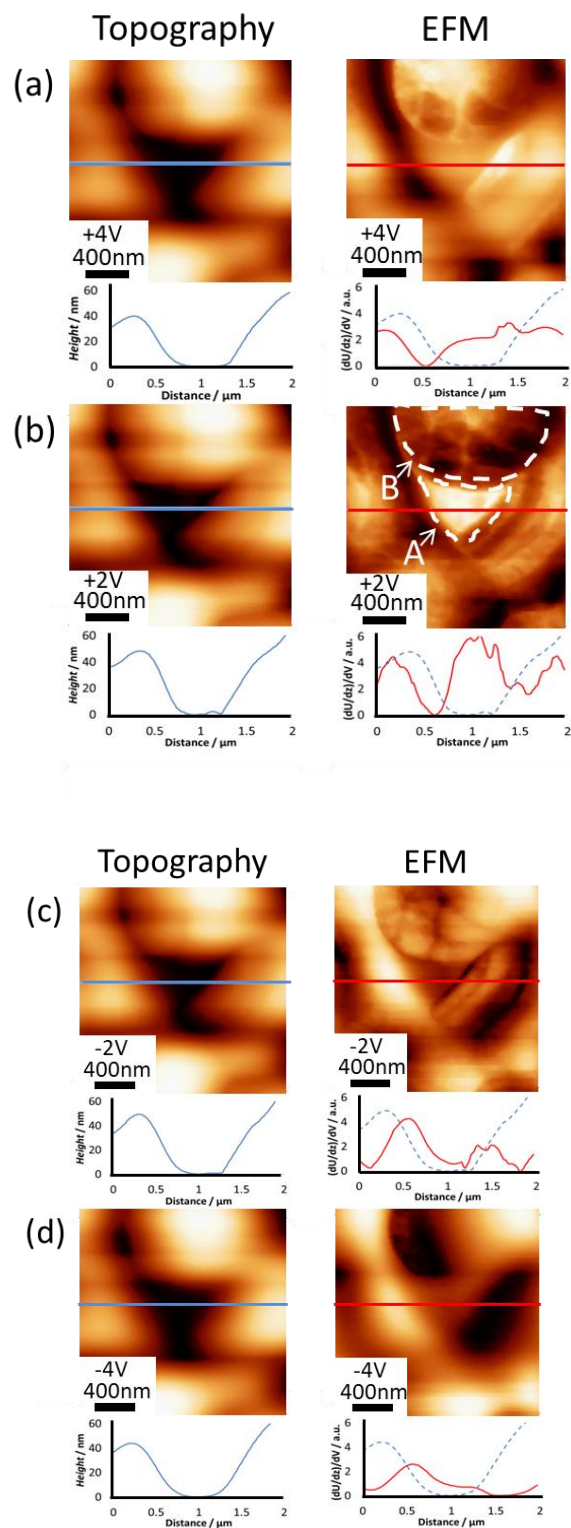 Topography EFM
(a)
+4V +4V
400nm 400nm
60 6
40 4
20 2
0 0
Height / nm (dU/dz)/dV / a.u.
0 0.5 1 1.5 2 0 0.5 1 1.5 2
Distance / µm Distance / µm
(b)
B
A
+2V +2V
400nm 400nm
60 6
40 4
20 2
0 0
Height / nm (dU/dz)/dV / a.u.
0 0.5 1 1.5 2 0 0.5 1 1.5 2
Distance / µm Distance / µm
Topography EFM
(c)
-2V -2V
400nm 400nm
60 6
40 4
20 2
0 0
Height / nm (dU/dz)/dV / a.u.
0 0.5 1 1.5 2 0 0.5 1 1.5 2
Distance / µm Distance / µm
(d)
-4V -4V
400nm 400nm
60 6
40 4
20 2
0 0
Height / nm (dU/dz)/dV / a.u.
0 0.5 1 1.5 2 0 0.5 1 1.5 2
Distance / µm Distance / µm